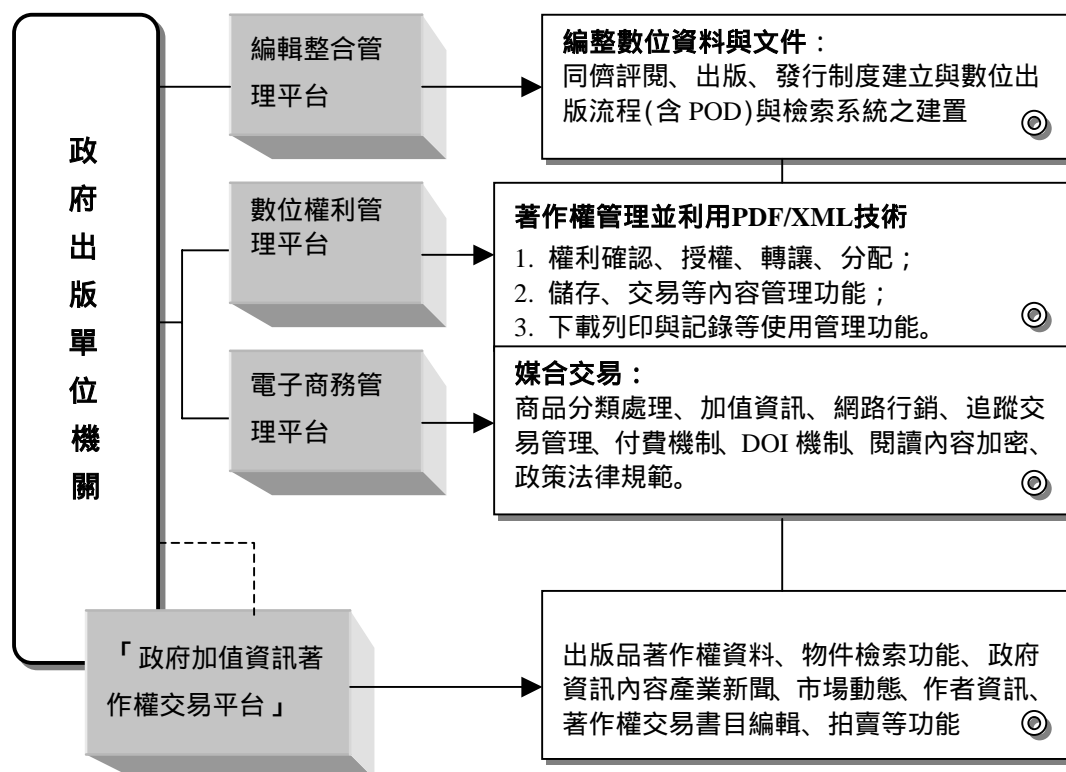 政
府
出
版
單
位
機
關
編輯整合管
理平台
編整數位資料與文件：
同儕評閱、出版、發行制度建立與數位出
版流程(含 POD)與檢索系統之建置
數位權利管
理平台
著作權管理並利用PDF/XML技術
1. 權利確認、授權、轉讓、分配；
2. 儲存、交易等內容管理功能；
3. 下載列印與記錄等使用管理功能。
電子商務管
理平台
媒合交易：
商品分類處理、加值資訊、網路行銷、追蹤交
易管理、付費機制、DOI 機制、閱讀內容加密、
政策法律規範。
「政府加值資訊著
作權交易平台」
出版品著作權資料、物件檢索功能、政府
資訊內容產業新聞、市場動態、作者資訊、
著作權交易書目編輯、拍賣等功能